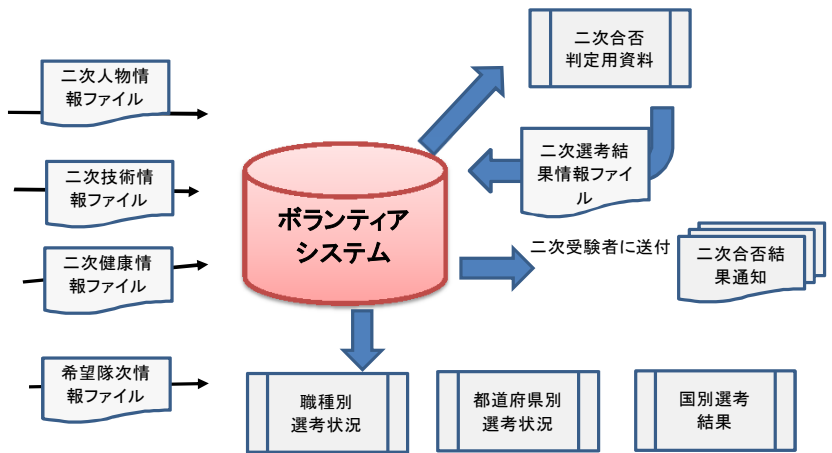 二次人物情
報ファイル
二次技術情
報ファイル
二次健康情
報ファイル
希望隊次情
報ファイル
ボランティア
システム
二次合否
判定用資料
二次選考結
果情報ファイ
ル
二次受験者に送付
二次合否結
果通知
職種別
選考状況
都道府県別
選考状況
国別選考
結果